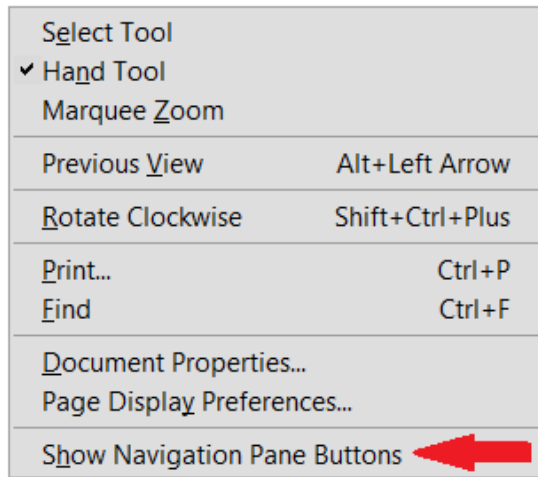 Select Tool
Hand Tool
Marquee Zoom
Previous View Alt+Left Arrow
Rotate Clockwise Shift+Ctrl+Plus
Print... Ctrl+P
Find Ctrl+F
Document Properties...
Page Display Preferences...
Show Navigation Pane Buttons